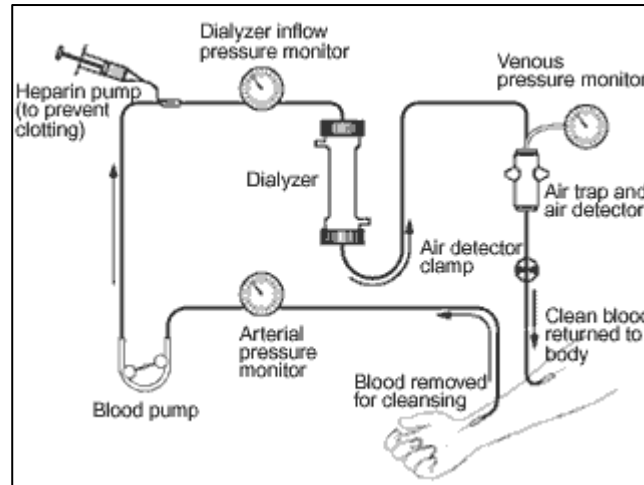 Dialyzer inflow
pressure monitor
Venous
pressure monitor
Heparin pump
(to prevent
clotting)
Dialyzer
Air trap and
air detector
Air detector
clamp
Clean blood
returned to
body
Arterial
pressure
monitor
Blood removed
for cleansing
Blood pump